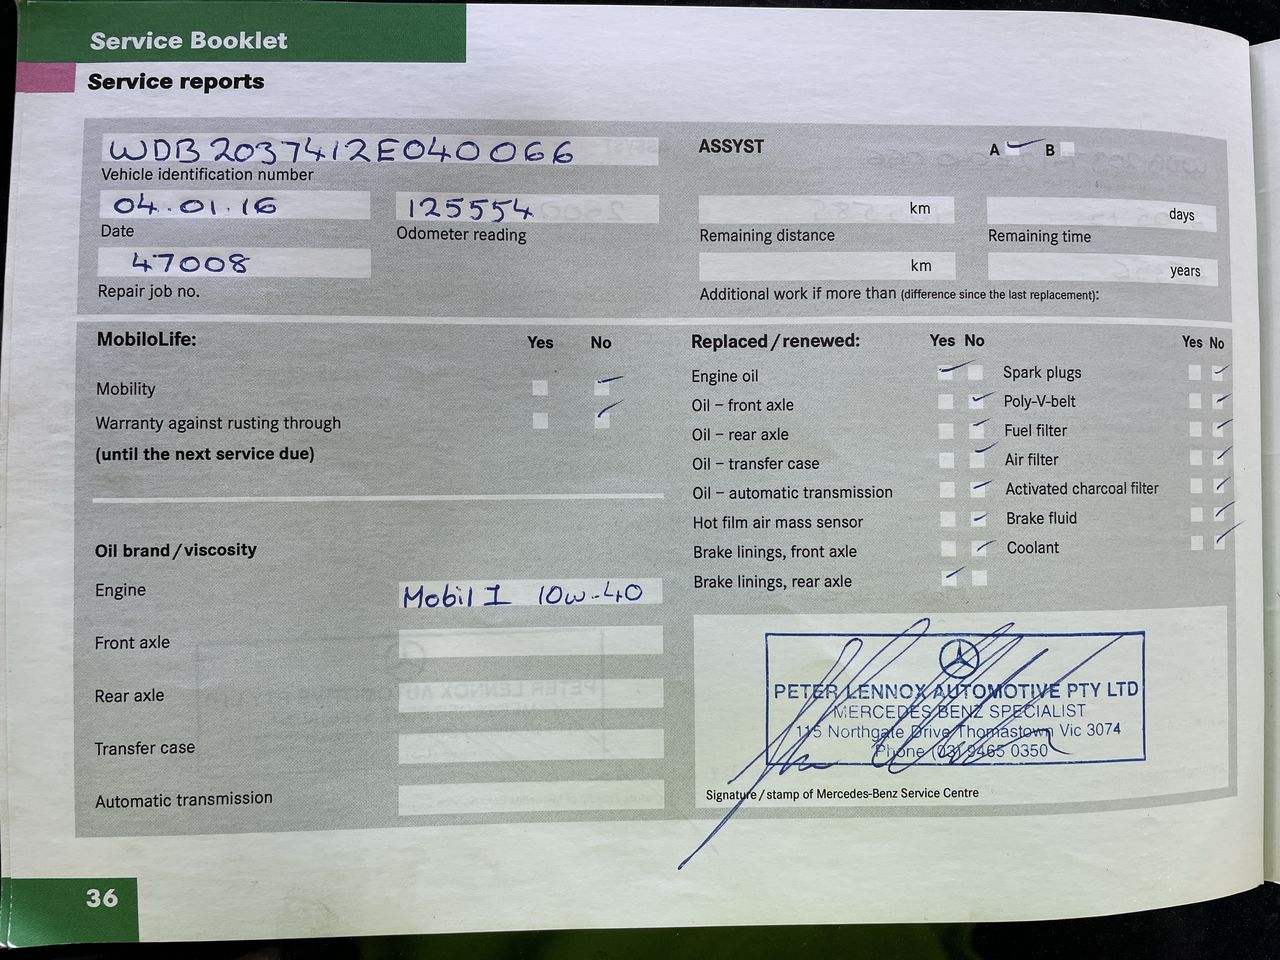 Service Booklet
Service reports
WDB2037412E040066
Vehicle identification number
04.01.16
Date
125554
Odometer reading
47008
Repair job no.
ASSYST A B
km
Remaining distance
days
Remaining time
km
years
Additional work if more than (difference since the last replacement):
MobiloLife: Yes No
Mobility
Warranty against rusting through
(until the next service due)
Oil brand/viscosity
Engine Mobil 1 10w-40
Front axle
Rear axle
Transfer case
Automatic transmission
Replaced/renewed: Yes No
Engine oil
Oil – front axle
Oil – rear axle
Oil – transfer case
Oil – automatic transmission
Hot film air mass sensor
Brake linings, front axle
Brake linings, rear axle
Yes No
Spark plugs
Poly-V-belt
Fuel filter
Air filter
Activated charcoal filter
Brake fluid
Coolant
PETER LENNOX AUTOMOTIVE PTY LTD
MERCEDES BENZ SPECIALIST
115 Northgate Drive Thomastown Vic 3074
Phone (03) 9465 0350
Signature/stamp of Mercedes-Benz Service Centre
36